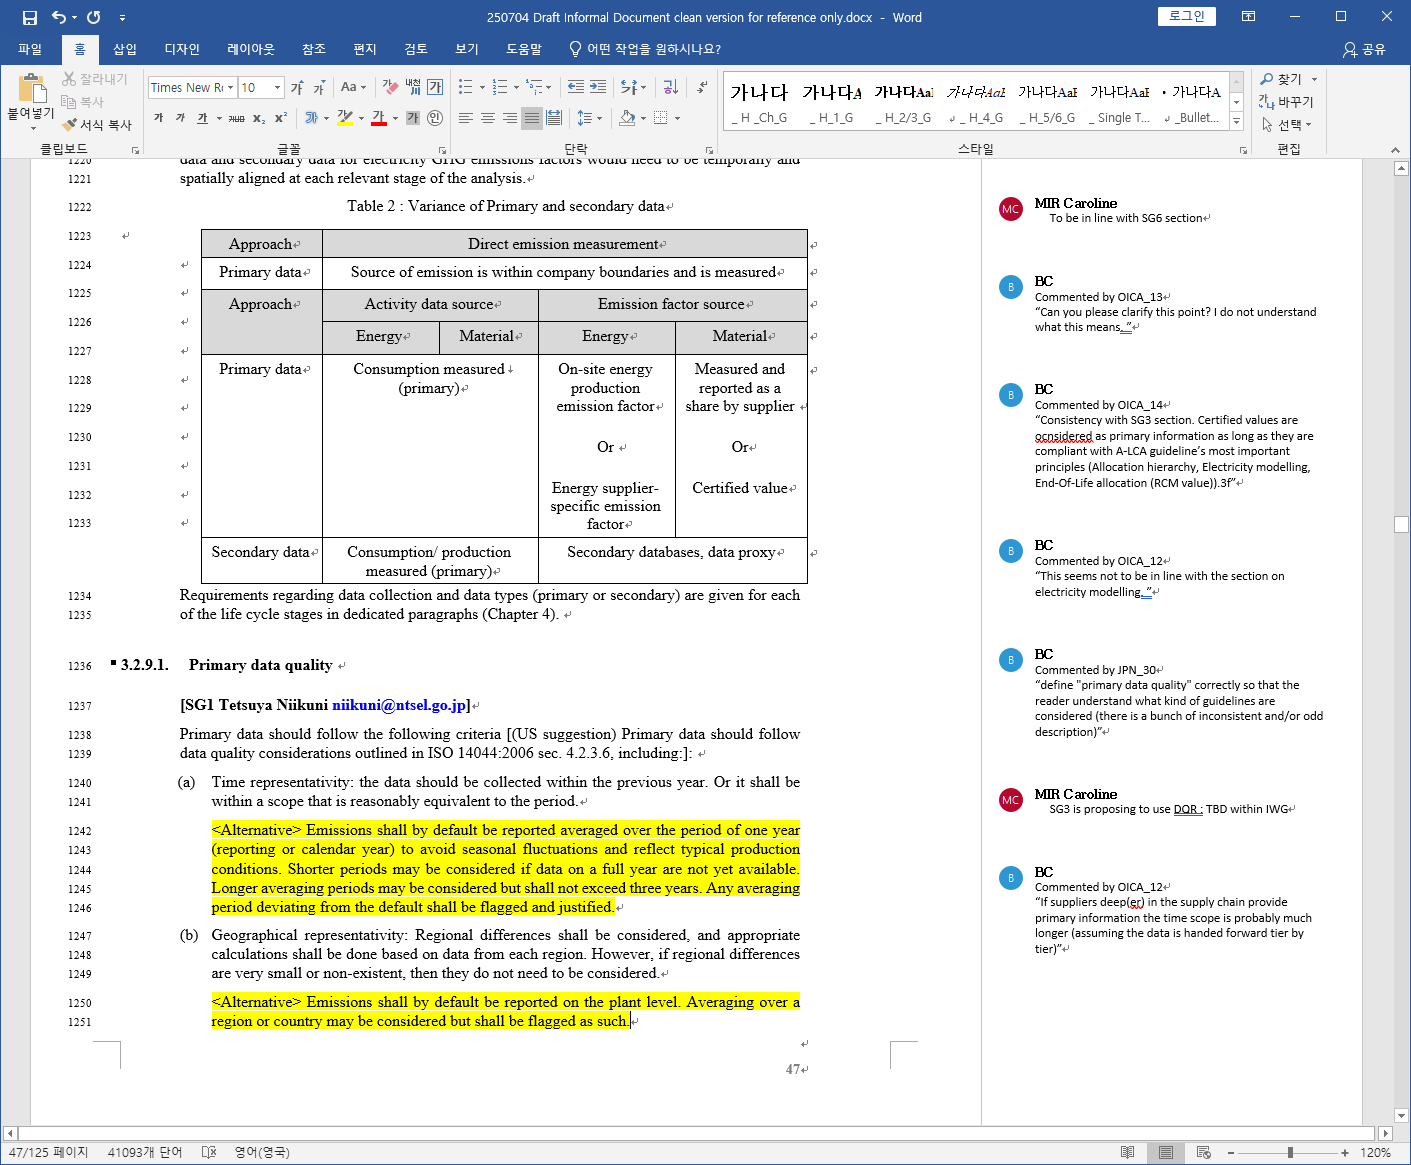 250704 Draft Informal Document clean version for reference only.docx - Word
로그인
파일 홈 삽입 디자인 레이아웃 참조 편지 검토 보기 도움말 어떤 작업을 원하시나요?
공유
붙여넣기
잘라내기
복사
서식 복사
클립보드
Times New R 10
글꼴
단락
가나다 가나다A 가나다Aal 가나다Aal 가나다AaB 가나다AaB 가나다A
_ H _Ch_G _ H_1_G _ H_2/3_G _ H_4_G _ H_5/6_G _ Single T... _Bullet...
스타일
찾기
바꾸기
선택
편집
1220 data and secondary data for electricity GHG emissions factors would need to be temporally and
1221 spatially aligned at each relevant stage of the analysis.
1222 Table 2 : Variance of Primary and secondary data
1223 Approach Direct emission measurement
1224 Primary data Source of emission is within company boundaries and is measured
1225 Approach Activity data source Emission factor source
1226 Energy Material Energy Material
1227
1228 Primary data Consumption measured (primary)
On-site energy production emission factor
Or
Energy supplier-specific emission factor
Measured and reported as a share by supplier
Or
Certified value
1229
1230
1231
1232
1233
Secondary data Consumption/ production measured (primary) Secondary databases, data proxy
1234 Requirements regarding data collection and data types (primary or secondary) are given for each
1235 of the life cycle stages in dedicated paragraphs (Chapter 4).
1236 3.2.9.1. Primary data quality
1237 [SG1 Tetsuya Niikuni niikuni@ntsel.go.jp]
1238 Primary data should follow the following criteria [(US suggestion) Primary data should follow
1239 data quality considerations outlined in ISO 14044:2006 sec. 4.2.3.6, including:]:
1240 (a) Time representativity: the data should be collected within the previous year. Or it shall be
1241 within a scope that is reasonably equivalent to the period.
1242 <Alternative> Emissions shall by default be reported averaged over the period of one year
1243 (reporting or calendar year) to avoid seasonal fluctuations and reflect typical production
1244 conditions. Shorter periods may be considered if data on a full year are not yet available.
1245 Longer averaging periods may be considered but shall not exceed three years. Any averaging
1246 period deviating from the default shall be flagged and justified.
1247 (b) Geographical representativity: Regional differences shall be considered, and appropriate
1248 calculations shall be done based on data from each region. However, if regional differences
1249 are very small or non-existent, then they do not need to be considered.
1250 <Alternative> Emissions shall by default be reported on the plant level. Averaging over a
1251 region or country may be considered but shall be flagged as such.
47
MC MIR Caroline
To be in line with SG6 section
B BC
Commented by OICA_13
“Can you please clarify this point? I do not understand
what this means. ”
B BC
Commented by OICA_14
“Consistency with SG3 section. Certified values are
ocnsidered as primary information as long as they are
compliant with A-LCA guideline’s most important
principles (Allocation hierarchy, Electricity modelling,
End-Of-Life allocation (RCM value)).3f”
B BC
Commented by OICA_12
“This seems not to be in line with the section on
electricity modelling. ”
B BC
Commented by JPN_30
“define "primary data quality" correctly so that the
reader understand what kind of guidelines are
considered (there is a bunch of inconsistent and/or odd
description)”
MC MIR Caroline
SG3 is proposing to use DQR : TBD within IWG
B BC
Commented by OICA_12
“If suppliers deep(er) in the supply chain provide
primary information the time scope is probably much
longer (assuming the data is handed forward tier by
tier)”
47/125 페이지 41093개 단어 영어(영국)
120%